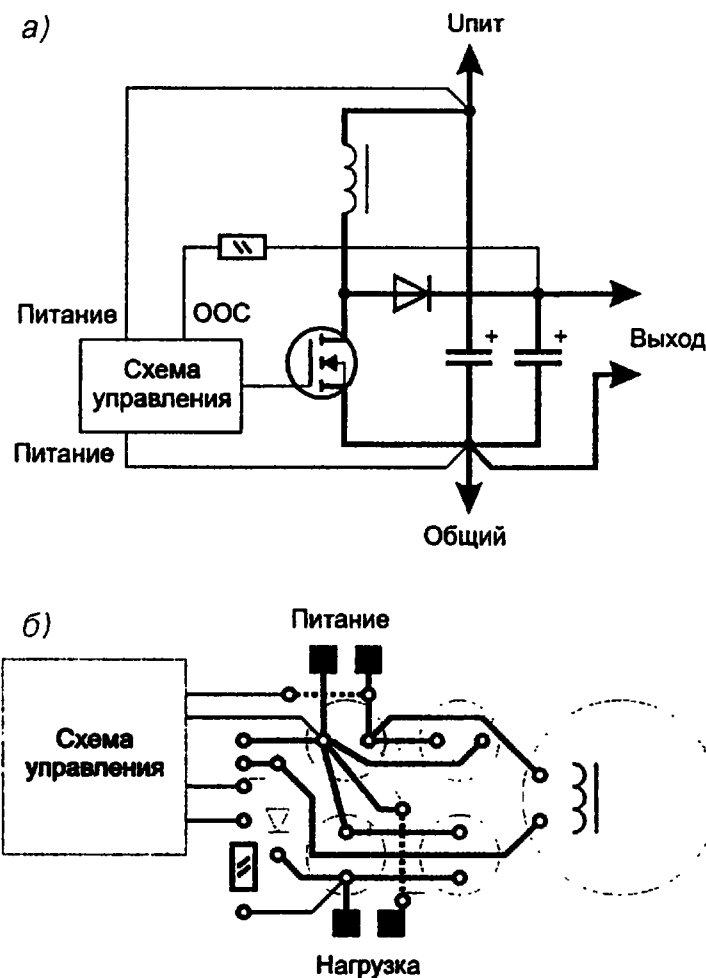 а)
Uпит
Питание
ООС
+
+
Выход
Схема
управления
Питание
Общий
б)
Питание
Схема
управления
Нагрузка